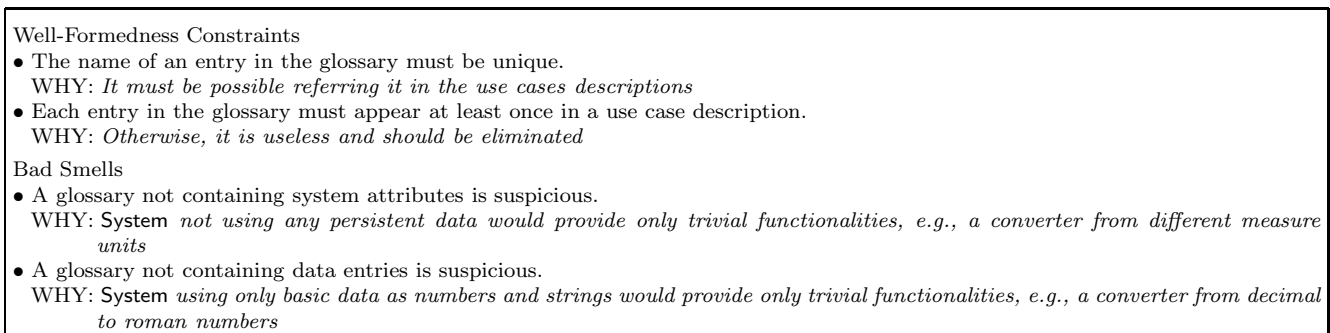 Well-Formedness Constraints
• The name of an entry in the glossary must be unique.
WHY: It must be possible referring it in the use cases descriptions
• Each entry in the glossary must appear at least once in a use case description.
WHY: Otherwise, it is useless and should be eliminated
Bad Smells
• A glossary not containing system attributes is suspicious.
WHY: System not using any persistent data would provide only trivial functionalities, e.g., a converter from different measure
units
• A glossary not containing data entries is suspicious.
WHY: System using only basic data as numbers and strings would provide only trivial functionalities, e.g., a converter from decimal
to roman numbers